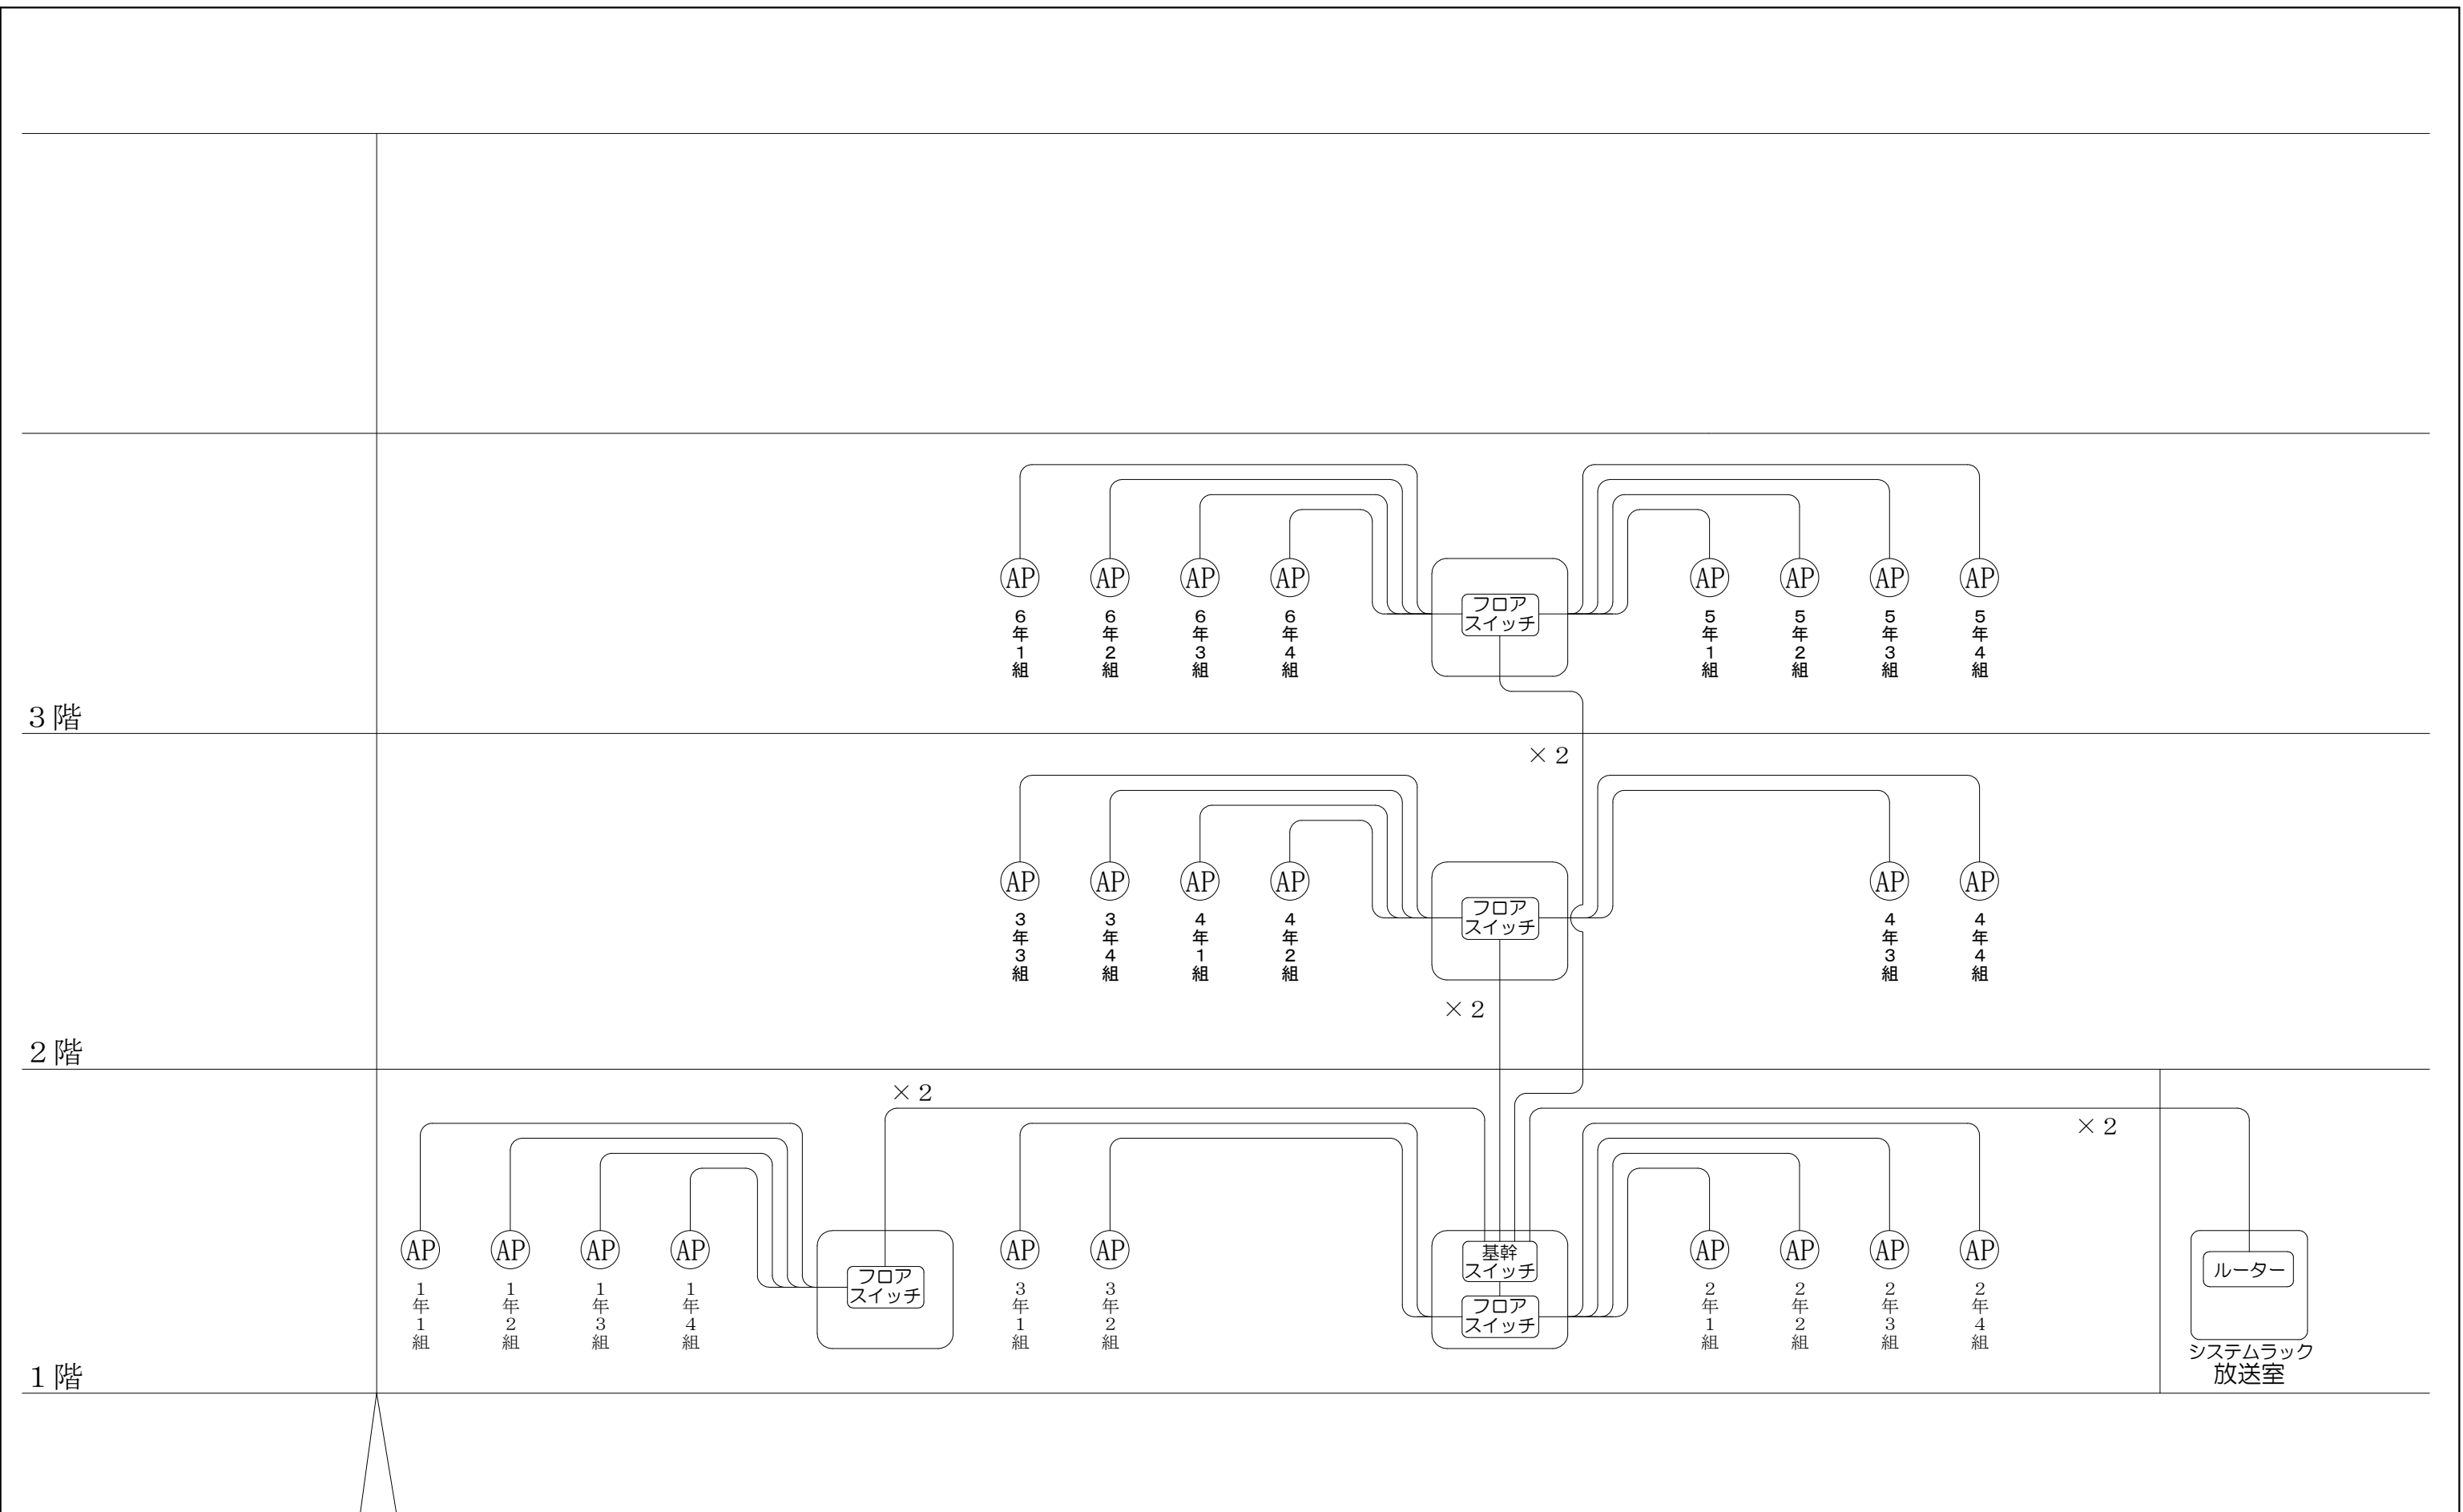 AP
AP
AP
AP
AP
AP
AP
AP
フロア
スイッチ
6年1組
6年2組
6年3組
6年4組
5年1組
5年2組
5年3組
5年4組
3階
×2
AP
AP
AP
AP
AP
AP
フロア
スイッチ
3年3組
3年4組
4年1組
4年2組
4年3組
4年4組
×2
2階
×2
×2
AP
AP
AP
AP
AP
AP
AP
AP
AP
AP
フロア
スイッチ
基幹
スイッチ
フロア
スイッチ
ルーター
1年1組
1年2組
1年3組
1年4組
3年1組
3年2組
2年1組
2年2組
2年3組
2年4組
システムラック
放送室
1階